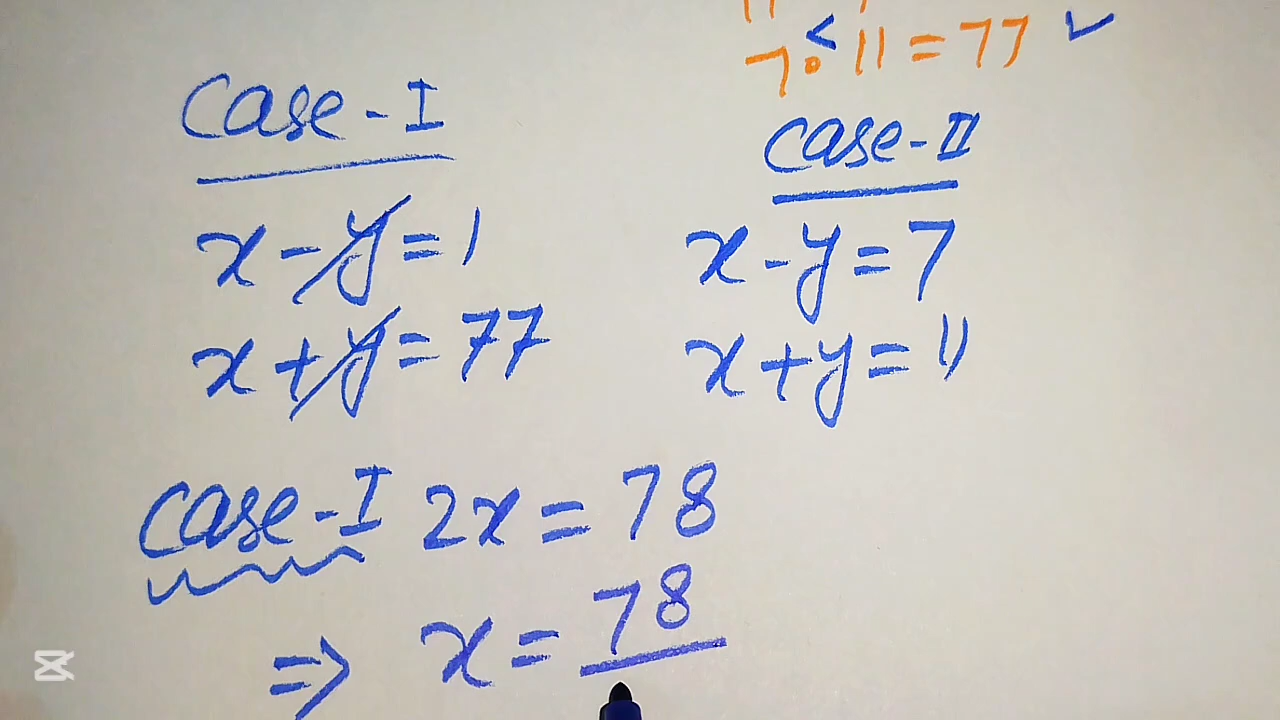 7 · 11 = 77 ✓
<
Case - I
x - y = 1
x + y = 77
Case - II
x - y = 7
x + y = 11
Case - I 2x = 78
⇒ x = 78